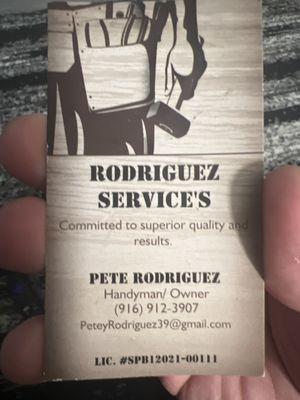 RODRIGUEZ
SERVICE'S
Committed to superior quality and
results.
PETE RODRIGUEZ
Handyman/ Owner
(916) 912-3907
PeteyRodriguez39@gmail.com
LIC. #SPB12021-00111